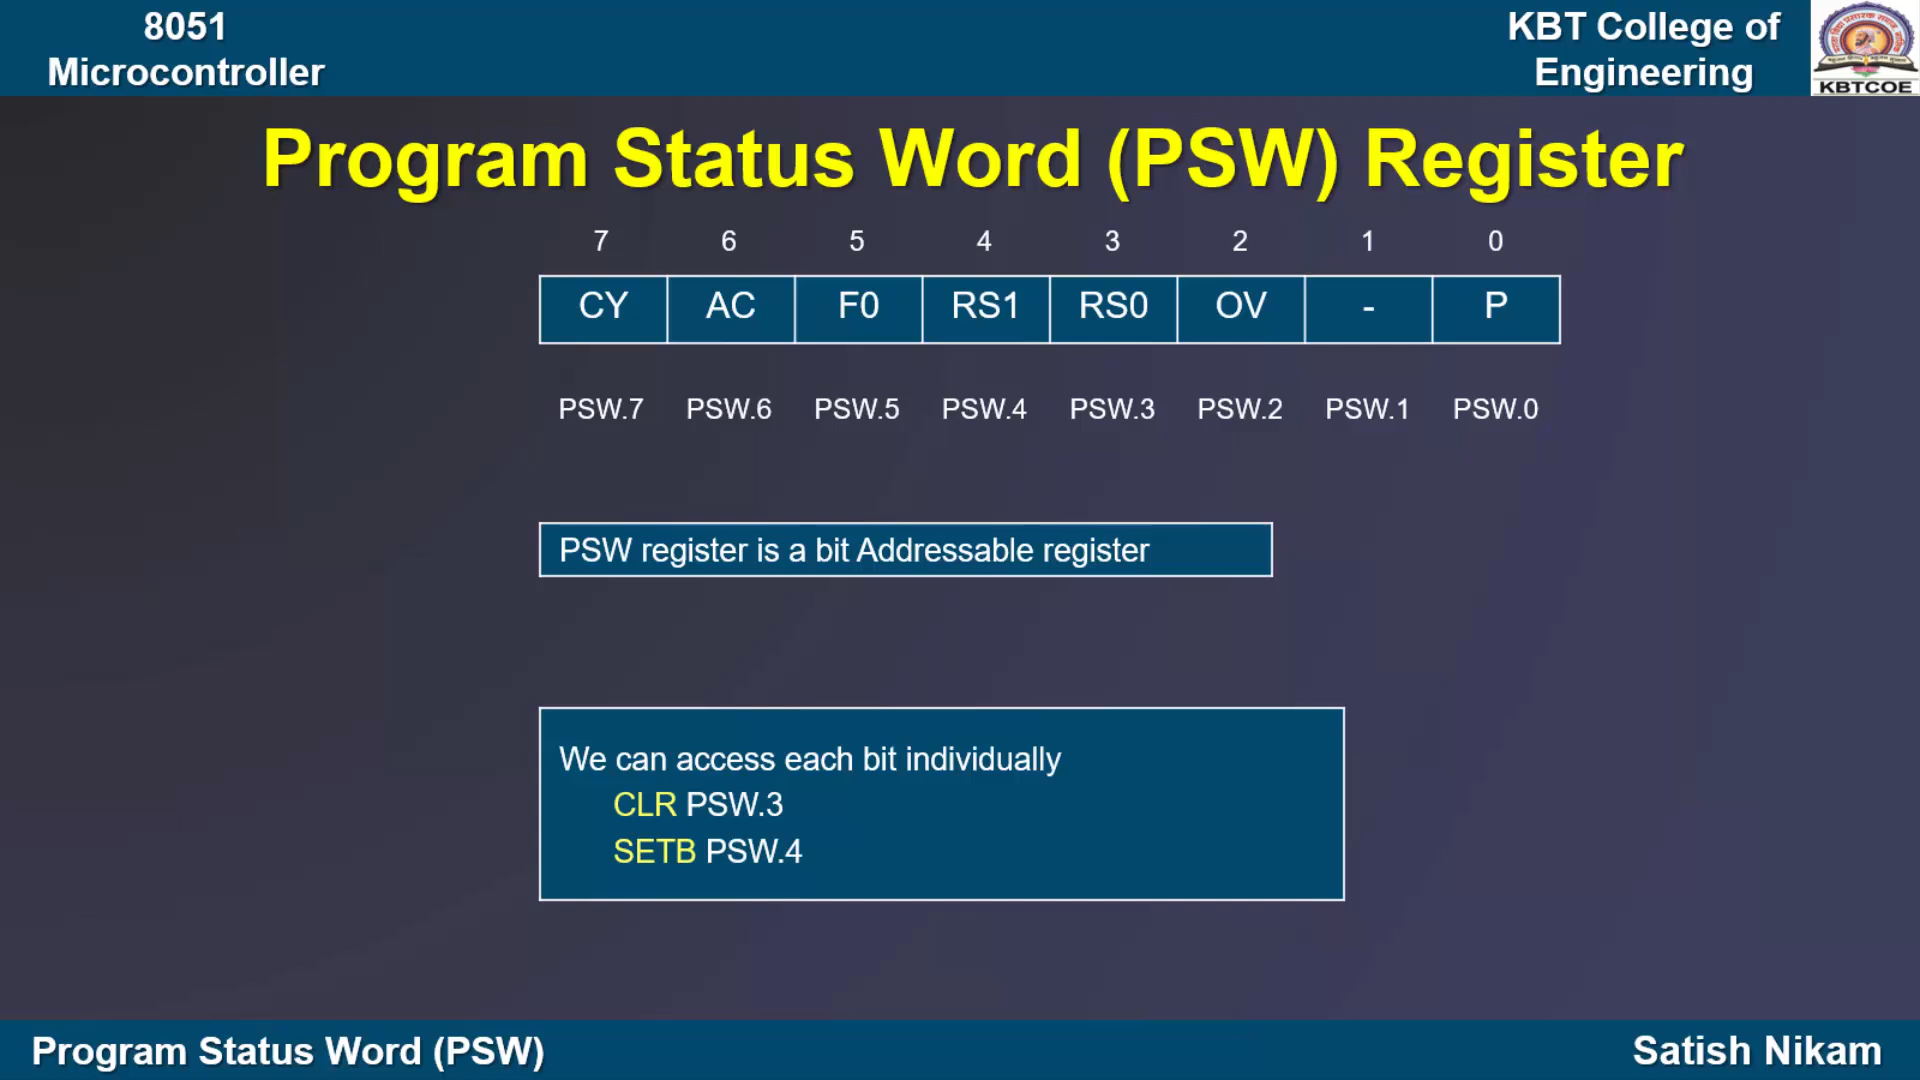 8051
Microcontroller
KBT College of
Engineering
KBTCOE
Program Status Word (PSW) Register
7 6 5 4 3 2 1 0
CY AC F0 RS1 RS0 OV - P
PSW.7 PSW.6 PSW.5 PSW.4 PSW.3 PSW.2 PSW.1 PSW.0
PSW register is a bit Addressable register
We can access each bit individually
CLR PSW.3
SETB PSW.4
Program Status Word (PSW)
Satish Nikam